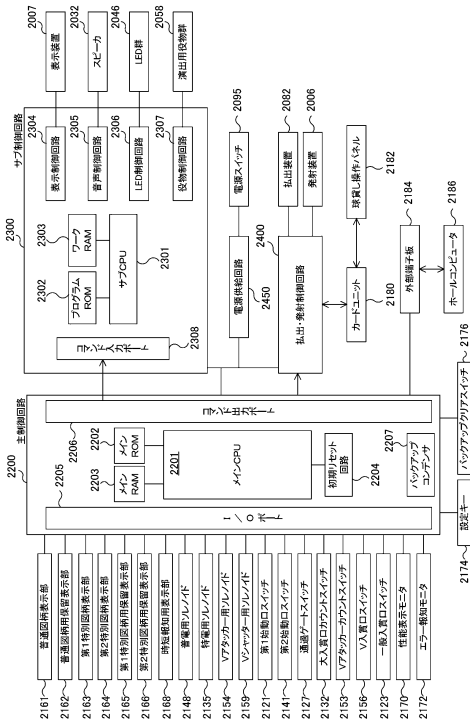 2200
主制御回路
2205
I／Oポート
2203
メインRAM
2202
メインROM
2206
コマンド出力ポート
2201
メインCPU
初期リセット回路
2204
2207
バックアップコンデンサ
2174
設定キー
バックアップクリアスイッチ
2176
2161
普通図柄表示部
2162
普通図柄用保留表示部
2163
第1特別図柄表示部
2164
第2特別図柄表示部
2165
第1特別図柄用保留表示部
2166
第2特別図柄用保留表示部
2168
時短報知用表示部
2148
普電用ソレノイド
2135
特電用ソレノイド
2154
Vアタッカー用ソレノイド
2159
Vシャッター用ソレノイド
2121
第1始動口スイッチ
2141
第2始動口スイッチ
2127
通過ゲートスイッチ
2132
大入賞口カウントスイッチ
2153
Vアタッカーカウントスイッチ
2156
V入賞口スイッチ
2123
一般入賞口スイッチ
2170
性能表示モニタ
2172
エラー報知モニタ
2300
サブ制御回路
2308
コマンド入力ポート
2302
プログラムROM
2303
ワークRAM
サブCPU
2301
2304
表示制御回路
2305
音声制御回路
2306
LED制御回路
2307
役物制御回路
2007
表示装置
2032
スピーカ
2046
LED群
2058
演出用役物群
電源供給回路
2450
電源スイッチ
2095
2400
払出・発射制御回路
払出装置
2082
発射装置
2006
カードユニット
2180
球貸し操作パネル
2182
外部端子板
2184
ホールコンピュータ
2186